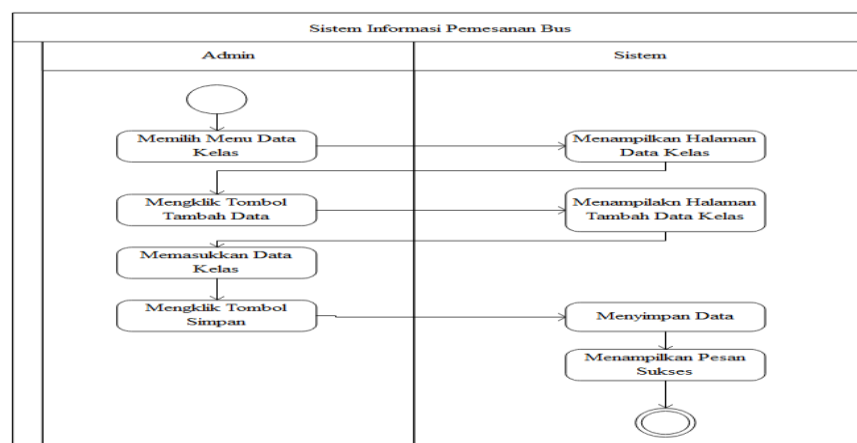 Sistem Informasi Pemesanan Bus
Admin
Sistem
Memilih Menu Data
Kelas
Menampilkan Halaman
Data Kelas
Mengklik Tombol
Tambah Data
Menampilakn Halaman
Tambah Data Kelas
Memasukkan Data
Kelas
Mengklik Tombol
Simpan
Menyimpan Data
Menampilkan Pesan
Sukses